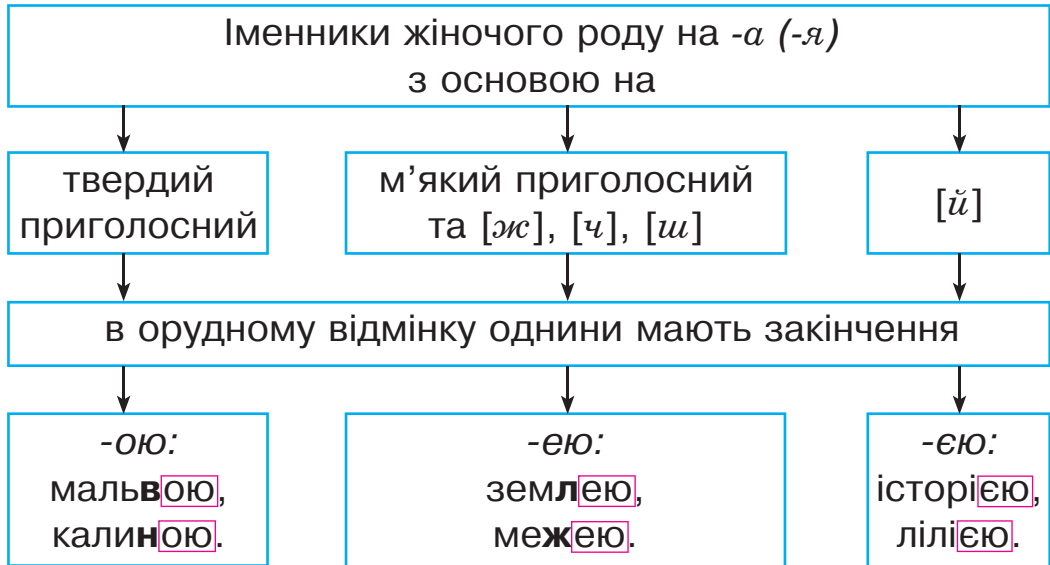 Іменники жіночого роду на -а (-я)
з основою на
твердий
приголосний
м’який приголосний
та [ж], [ч], [ш]
[й]
в орудному відмінку однини мають закінчення
-ою:
мальвою,
калиною.
-ею:
землею,
межею.
-єю:
історією,
лілією.